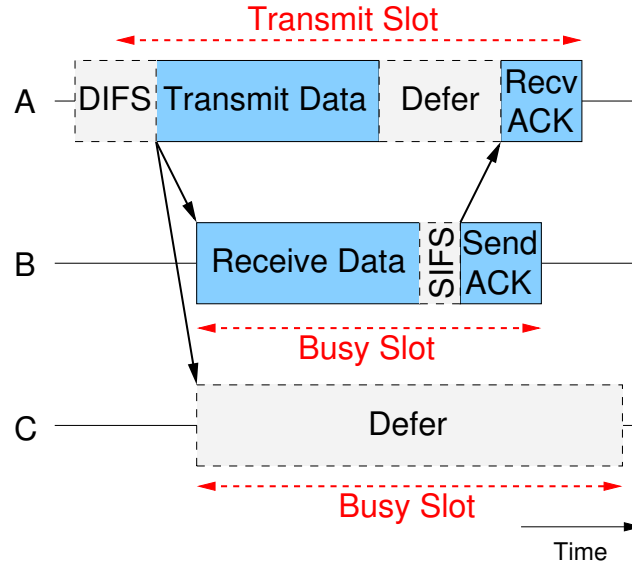 Transmit Slot
A
DIFS
Transmit Data
Defer
Recv
ACK
B
Receive Data
SIFS
Send
ACK
Busy Slot
C
Defer
Busy Slot
Time